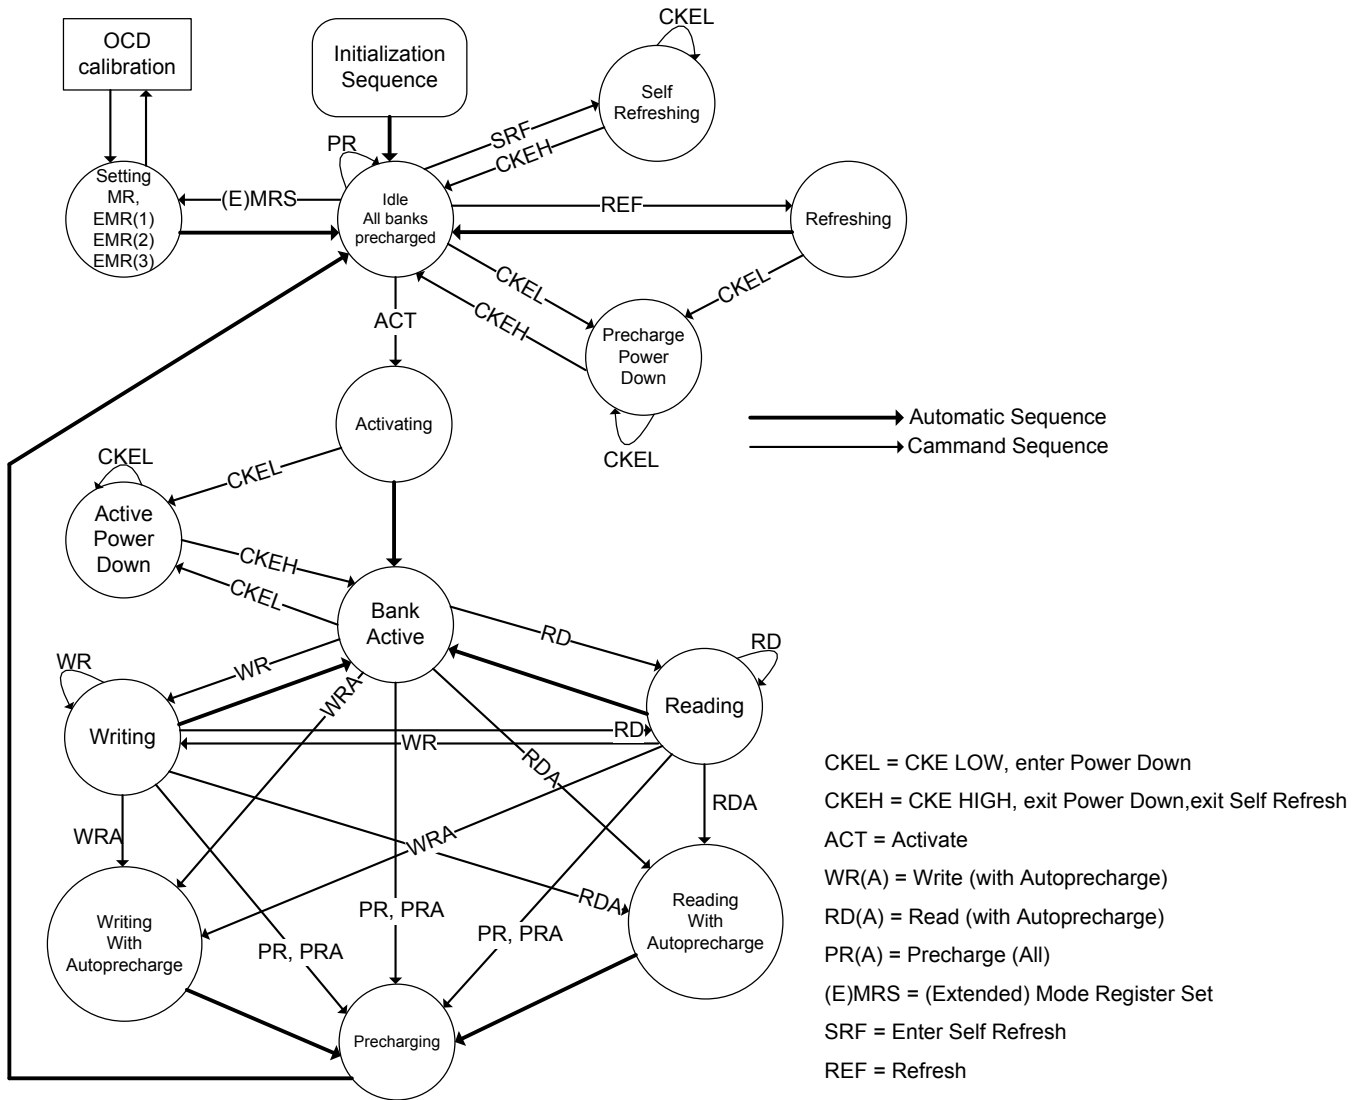 OCD
calibration
Initialization
Sequence
CKEL
Self
Refreshing
SRF
CKEH
PR
Setting
MR,
EMR(1)
EMR(2)
EMR(3)
(E)MRS
Idle
All banks
precharged
REF
Refreshing
CKEL
CKEH
CKEL
ACT
Precharge
Power
Down
CKEL
Activating
Automatic Sequence
Cammand Sequence
CKEL
CKEL
Active
Power
Down
CKEH
CKEL
Bank
Active
RD
RD
WR
WR
WRA
Reading
Writing
RD
WR
RDA
RDA
WRA
WRA
RDA
PR, PRA
PR, PRA
PR, PRA
Writing
With
Autoprecharge
Reading
With
Autoprecharge
Precharging
CKEL = CKE LOW, enter Power Down
CKEH = CKE HIGH, exit Power Down,exit Self Refresh
ACT = Activate
WR(A) = Write (with Autoprecharge)
RD(A) = Read (with Autoprecharge)
PR(A) = Precharge (All)
(E)MRS = (Extended) Mode Register Set
SRF = Enter Self Refresh
REF = Refresh